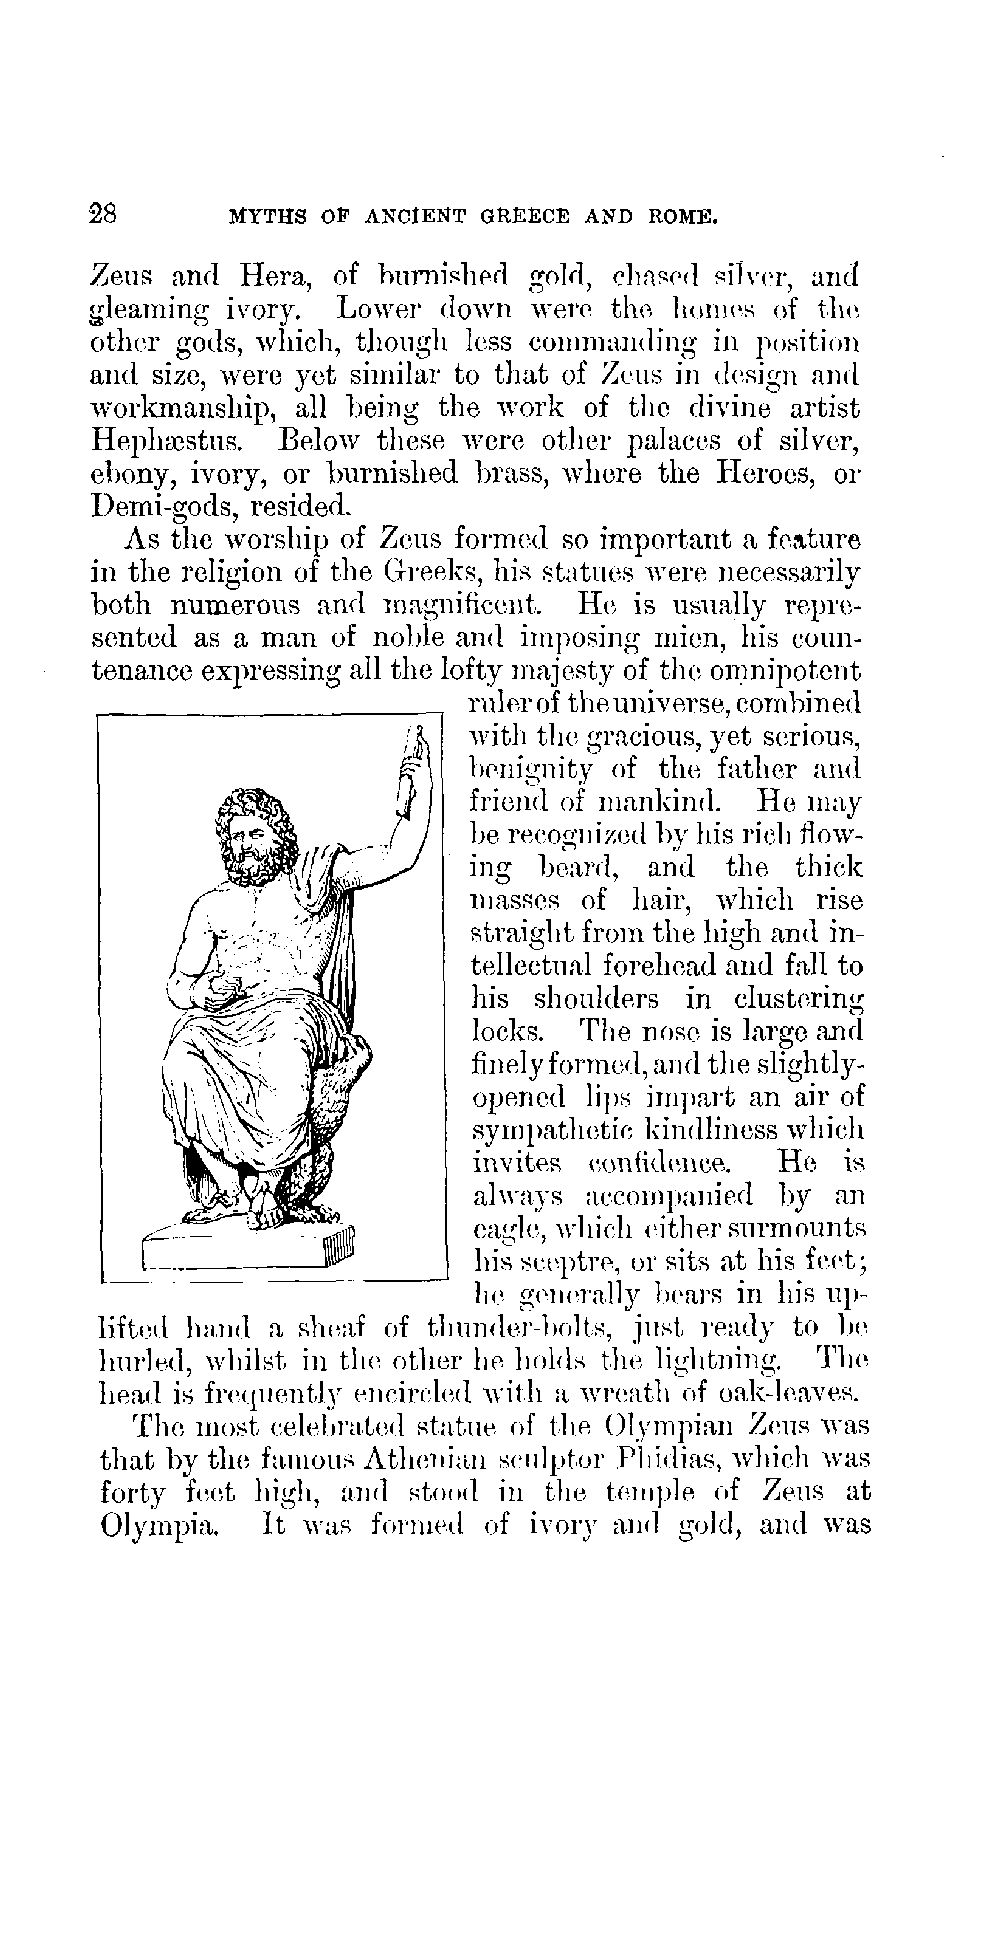 28 MYTHS OF ANCIENT GREECE AND ROME.
Zeus and Hera, of burnished gold, chased silver, and
gleaming ivory. Lower down were the homes of the
other gods, which, though less commanding in position
and size, were yet similar to that of Zeus in design and
workmanship, all being the work of the divine artist
Hephæstus. Below these were other palaces of silver,
ebony, ivory, or burnished brass, where the Heroes, or
Demi-gods, resided.
As the worship of Zeus formed so important a feature
in the religion of the Greeks, his statues were necessarily
both numerous and magnificent. He is usually repre-
sented as a man of noble and imposing mien, his coun-
tenance expressing all the lofty majesty of the omnipotent
ruler of the universe, combined
with the gracious, yet serious,
benignity of the father and
friend of mankind. He may
be recognized by his rich flow-
ing beard, and the thick
masses of hair, which rise
straight from the high and in-
tellectual forehead and fall to
his shoulders in clustering
locks. The nose is large and
finely formed, and the slightly-
opened lips impart an air of
sympathetic kindliness which
invites confidence. He is
always accompanied by an
eagle, which either surmounts
his sceptre, or sits at his feet;
he generally bears in his up-
lifted hand a sheaf of thunder-bolts, just ready to be
hurled, whilst in the other he holds the lightning. The
head is frequently encircled with a wreath of oak-leaves.
The most celebrated statue of the Olympian Zeus was
that by the famous Athenian sculptor Phidias, which was
forty feet high, and stood in the temple of Zeus at
Olympia. It was formed of ivory and gold, and was